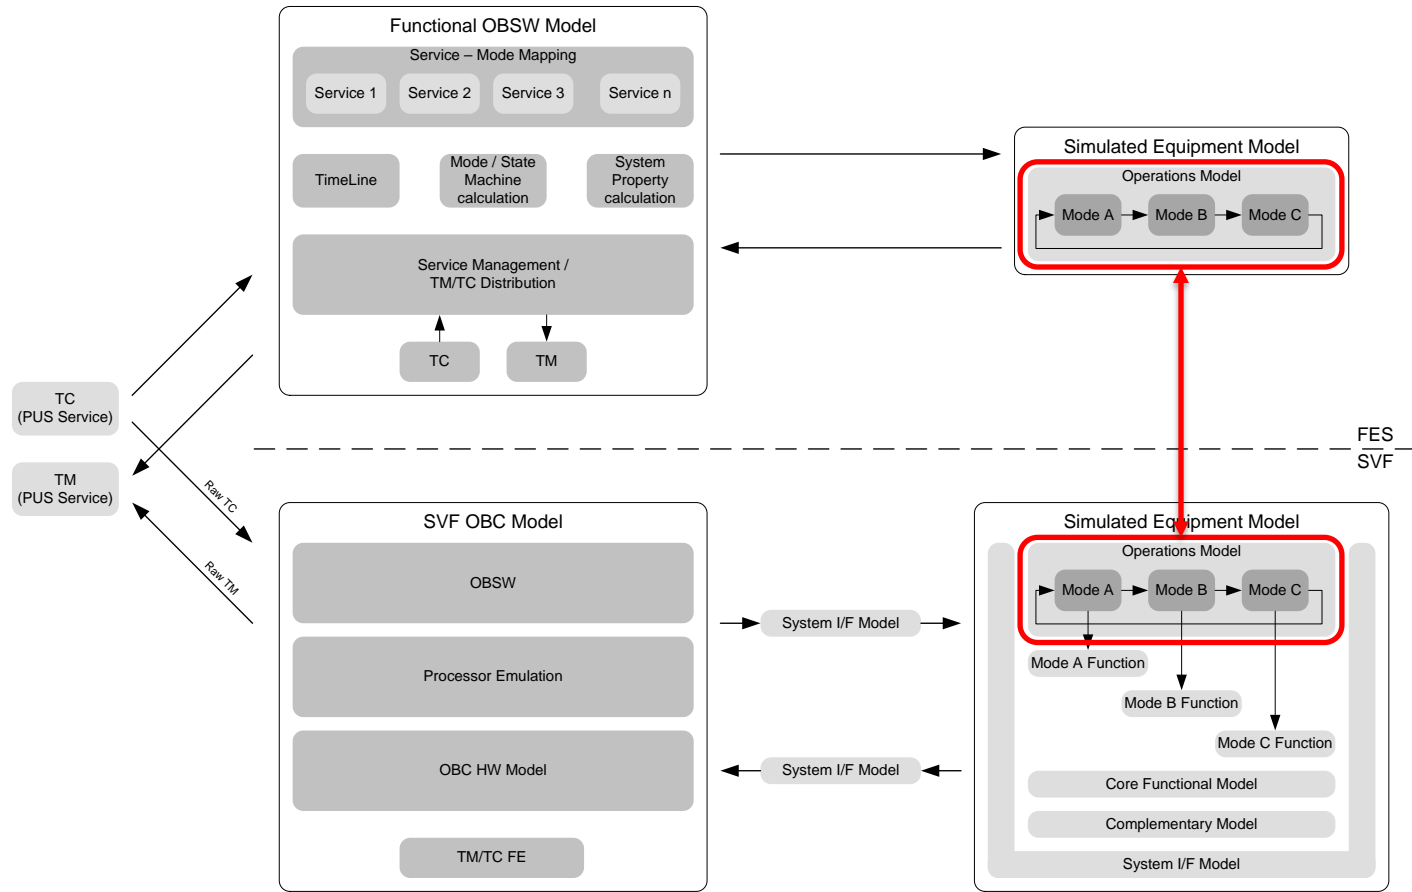 Functional OBSW Model
Service – Mode Mapping
Service 1
Service 2
Service 3
Service n
TimeLine
Mode / State
Machine
calculation
System
Property
calculation
Service Management /
TM/TC Distribution
TC
TM
Simulated Equipment Model
Operations Model
Mode A
Mode B
Mode C
TC
(PUS Service)
TM
(PUS Service)
Raw TC
Raw TM
FES
SVF
SVF OBC Model
OBSW
Processor Emulation
OBC HW Model
TM/TC FE
System I/F Model
System I/F Model
Simulated Equipment Model
Operations Model
Mode A
Mode B
Mode C
Mode A Function
Mode B Function
Mode C Function
Core Functional Model
Complementary Model
System I/F Model